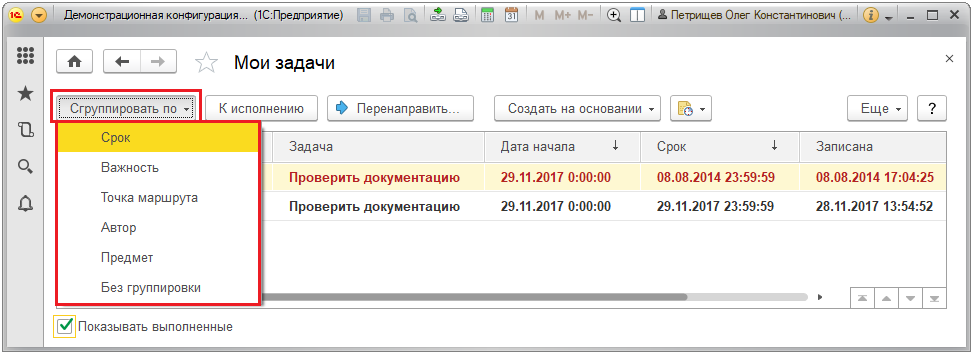 Демонстрационная конфигурация... (1С:Предприятие) M M+ M- Петрищев Олег Константинович (...
Мои задачи
Сгруппировать по К исполнению Перенаправить... Создать на основании Еще ?
Срок Задача Дата начала Срок Записана
Важность Проверить документацию 29.11.2017 0:00:00 08.08.2014 23:59:59 08.08.2014 17:04:25
Точка маршрута Проверить документацию 29.11.2017 0:00:00 29.11.2017 23:59:59 28.11.2017 13:54:52
Автор
Предмет
Без группировки
Показывать выполненные